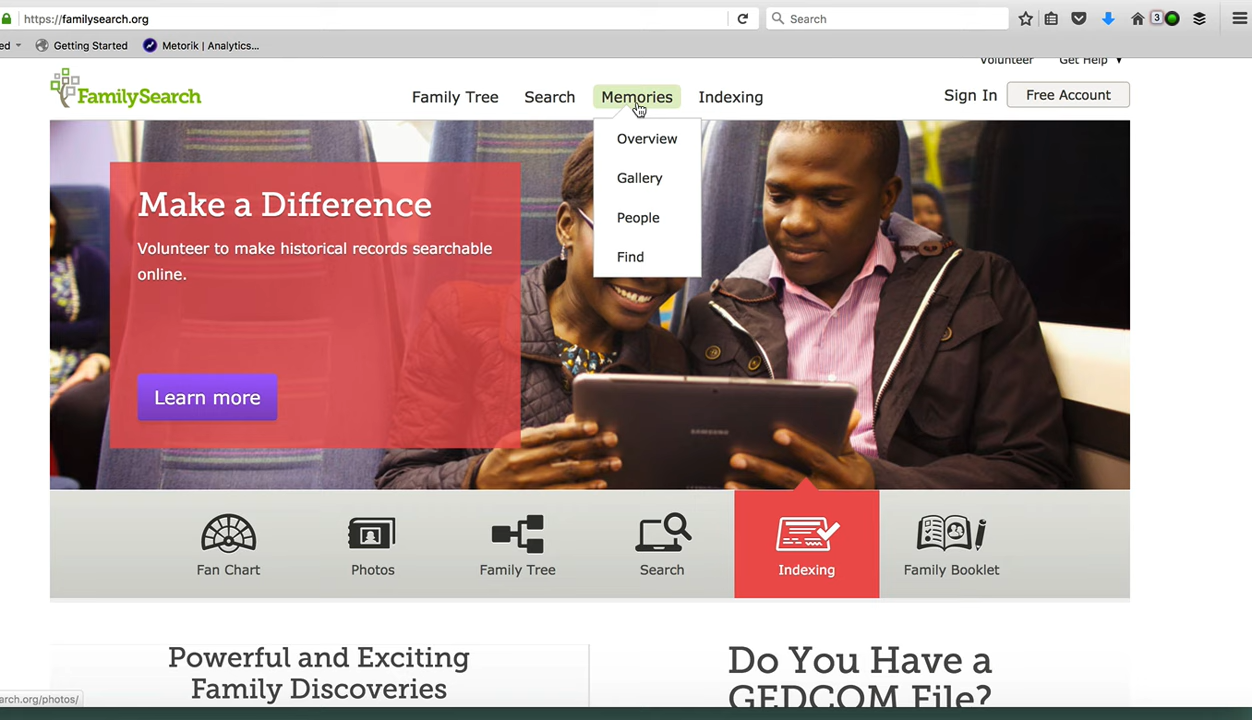 https://familysearch.org
Search
3
ed
Getting Started
Metorik | Analytics...
Volunteer
Get Help
FamilySearch
Family Tree
Search
Memories
Indexing
Sign In
Free Account
Overview
Gallery
People
Find
Make a Difference
Volunteer to make historical records searchable
online.
Learn more
SAMSUNG
Fan Chart
Photos
Family Tree
Search
Indexing
Family Booklet
Powerful and Exciting
Family Discoveries
Do You Have a
GEDCOM File?
earch.org/photos/